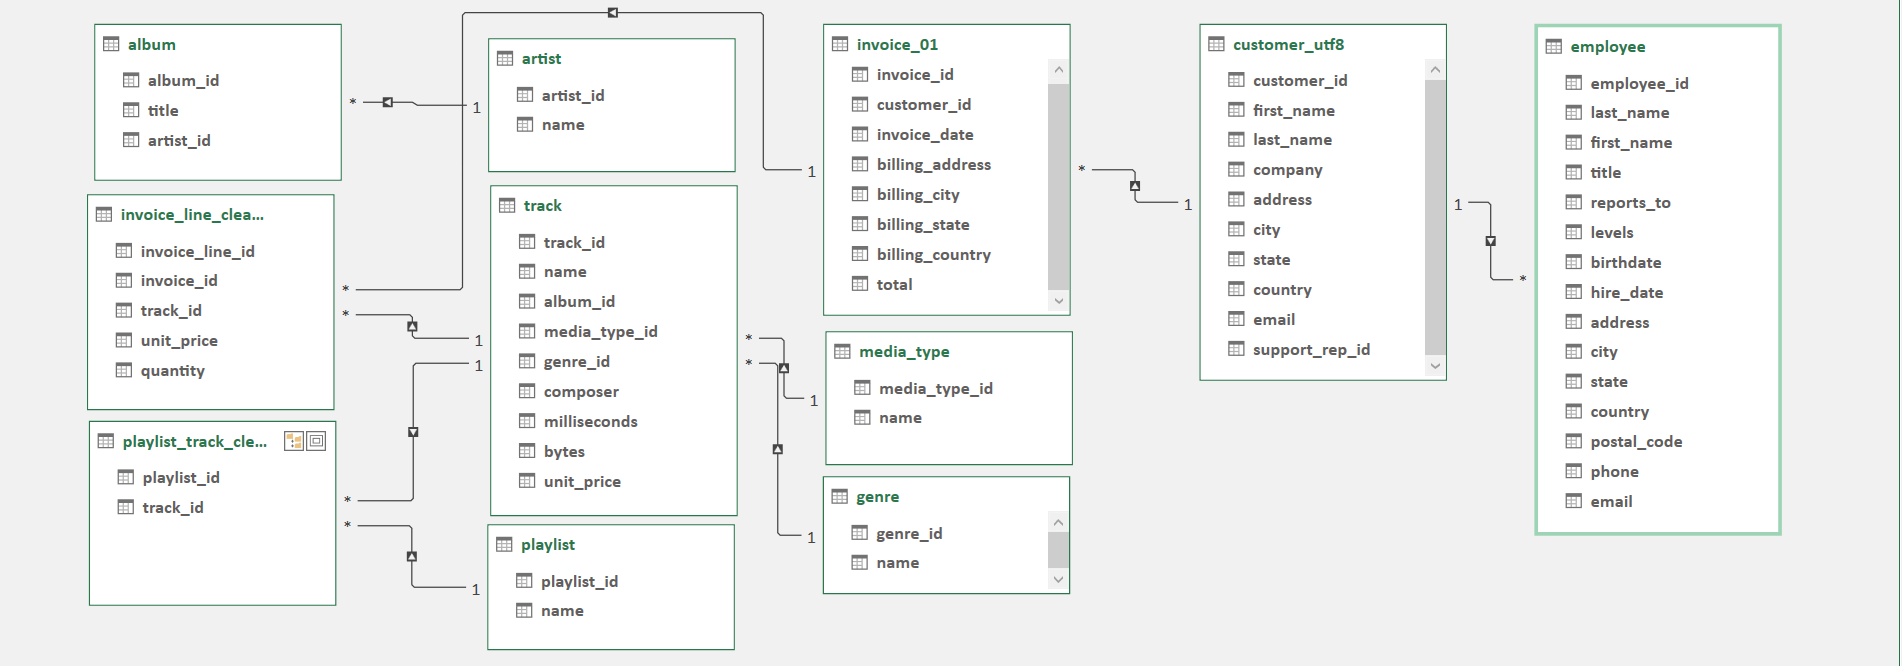 album
album_id
title
artist_id
artist
artist_id
name
invoice_01
invoice_id
customer_id
invoice_date
billing_address
billing_city
billing_state
billing_country
total
customer_utf8
customer_id
first_name
last_name
company
address
city
state
country
email
support_rep_id
employee
employee_id
last_name
first_name
title
reports_to
levels
birthdate
hire_date
address
city
state
country
postal_code
phone
email
invoice_line_clea...
invoice_line_id
invoice_id
track_id
unit_price
quantity
track
track_id
name
album_id
media_type_id
genre_id
composer
milliseconds
bytes
unit_price
media_type
media_type_id
name
playlist_track_cle...
playlist_id
track_id
playlist
playlist_id
name
genre
genre_id
name
* 1
* 1
* 1
1 *
* 1
* 1
* 1
* 1
* 1
* 1